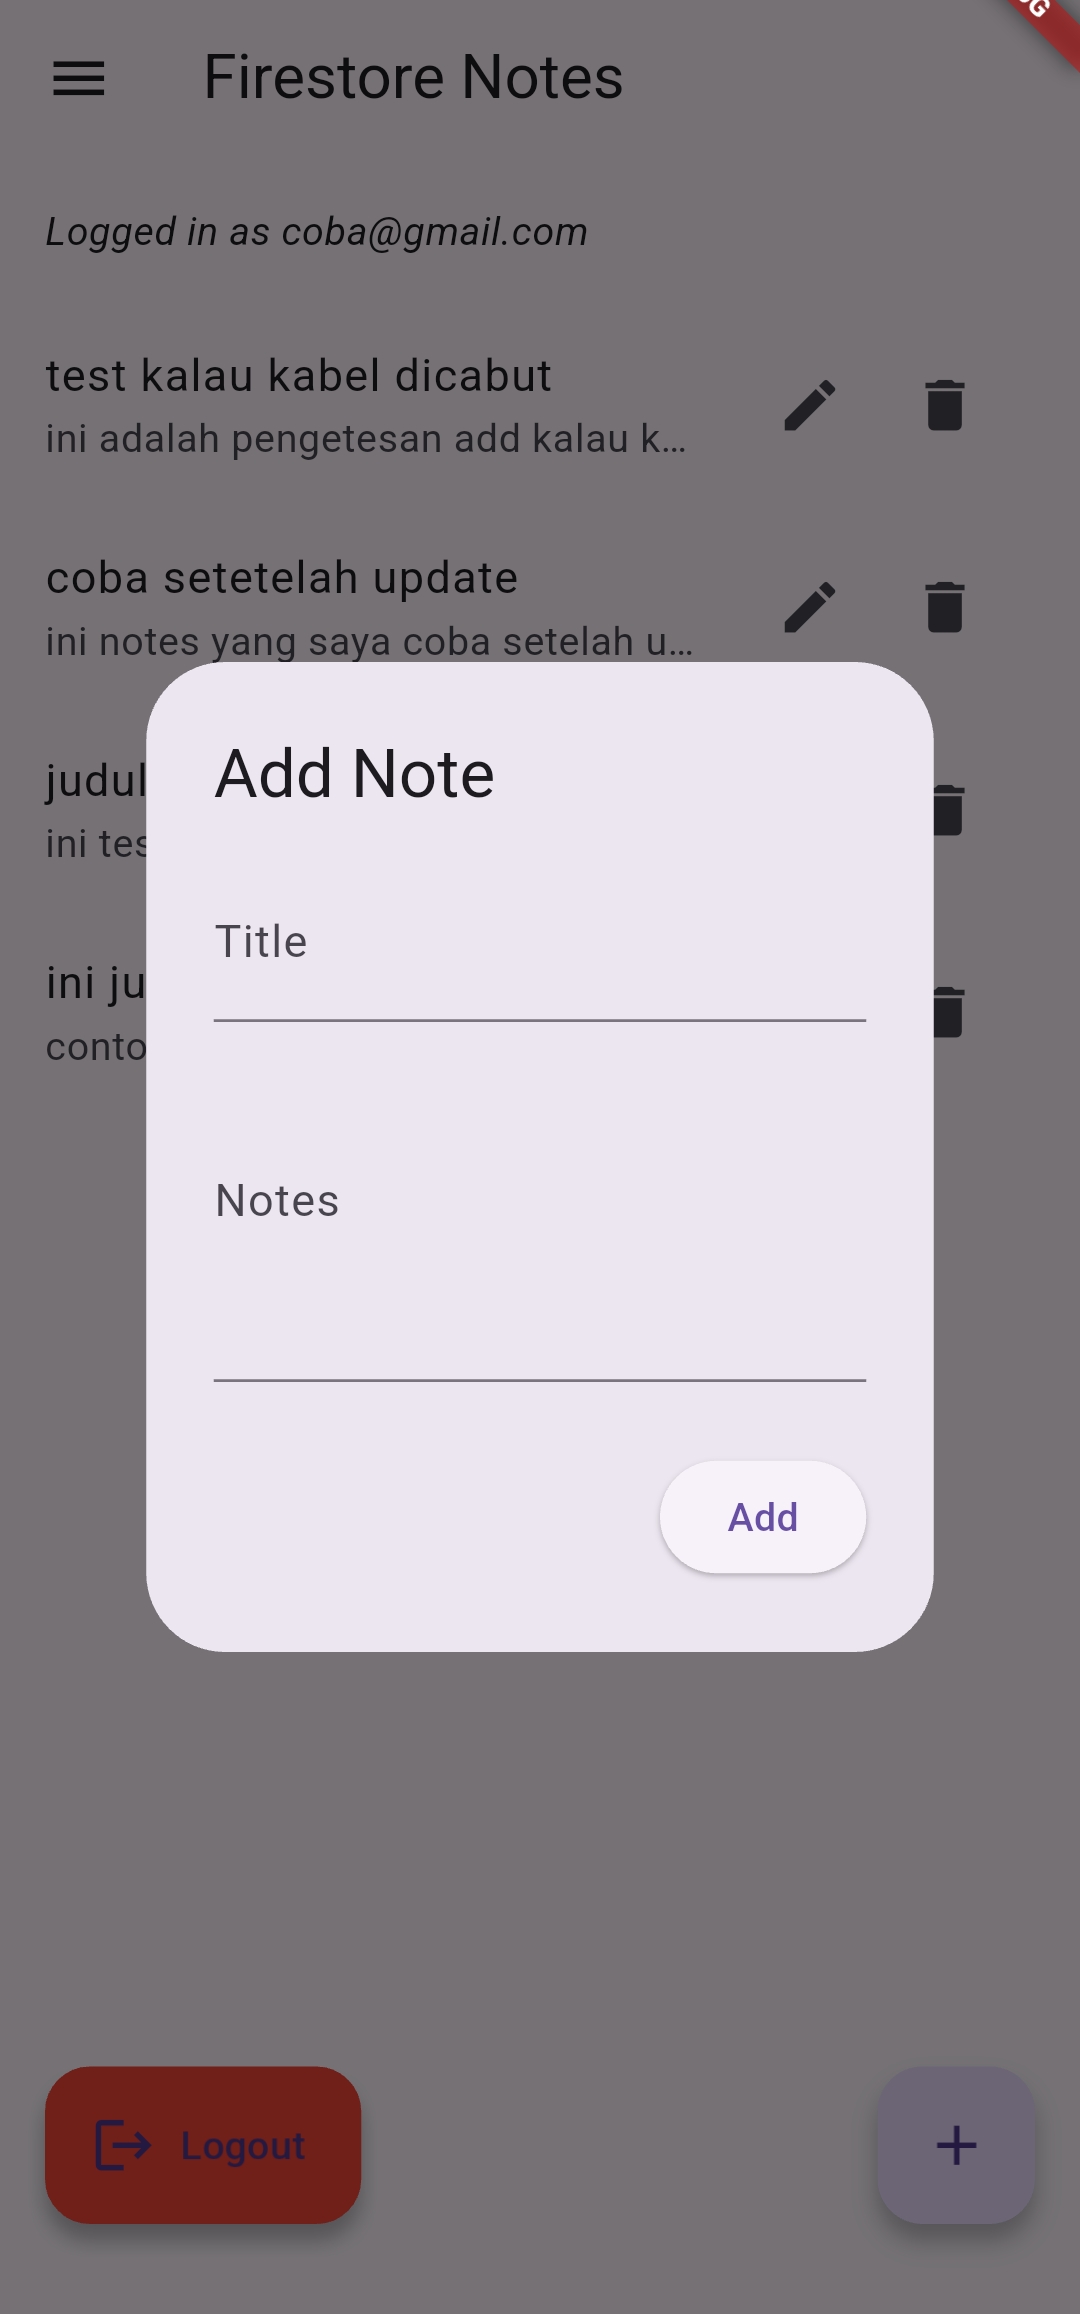 Firestore Notes
Logged in as coba@gmail.com
test kalau kabel dicabut
ini adalah pengetesan add kalau k...
coba setetelah update
ini notes yang saya coba setelah u...
judul
ini tes
ini ju
conto
Add Note
Title
Notes
Add
Logout